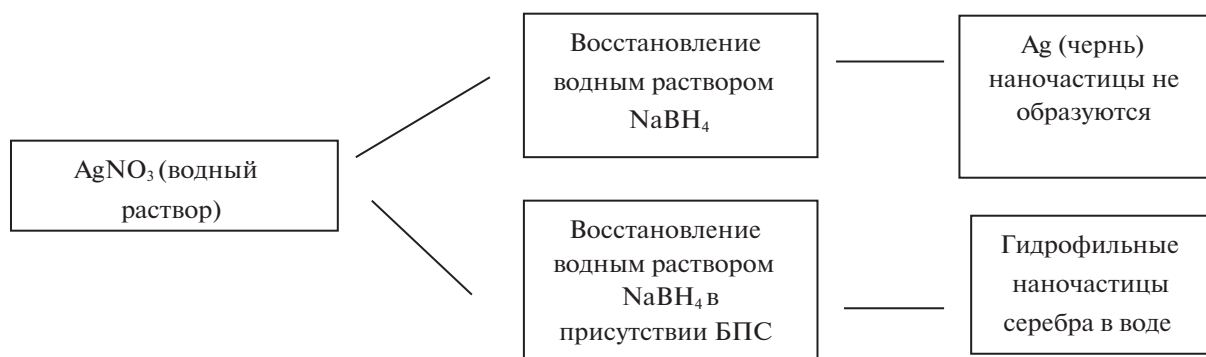 Восстановление
водным раствором
NaBH₄
Ag (чернь)
наночастицы не
образуются
AgNO₃ (водный
раствор)
Восстановление
водным раствором
NaBH₄ в
присутствии БПС
Гидрофильные
наночастицы
серебра в воде